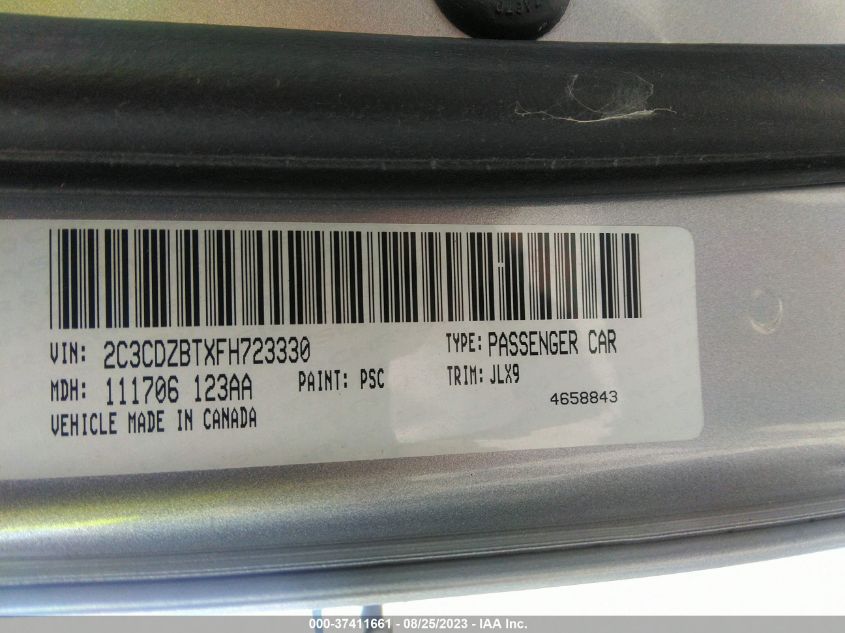 VIN: 2C3CDZBTXFH723330
TYPE: PASSENGER CAR
MDH: 111706 123AA
PAINT: PSC
TRIM: JLX9
VEHICLE MADE IN CANADA
4658843
000-37411661 - 08/25/2023 - IAA Inc.